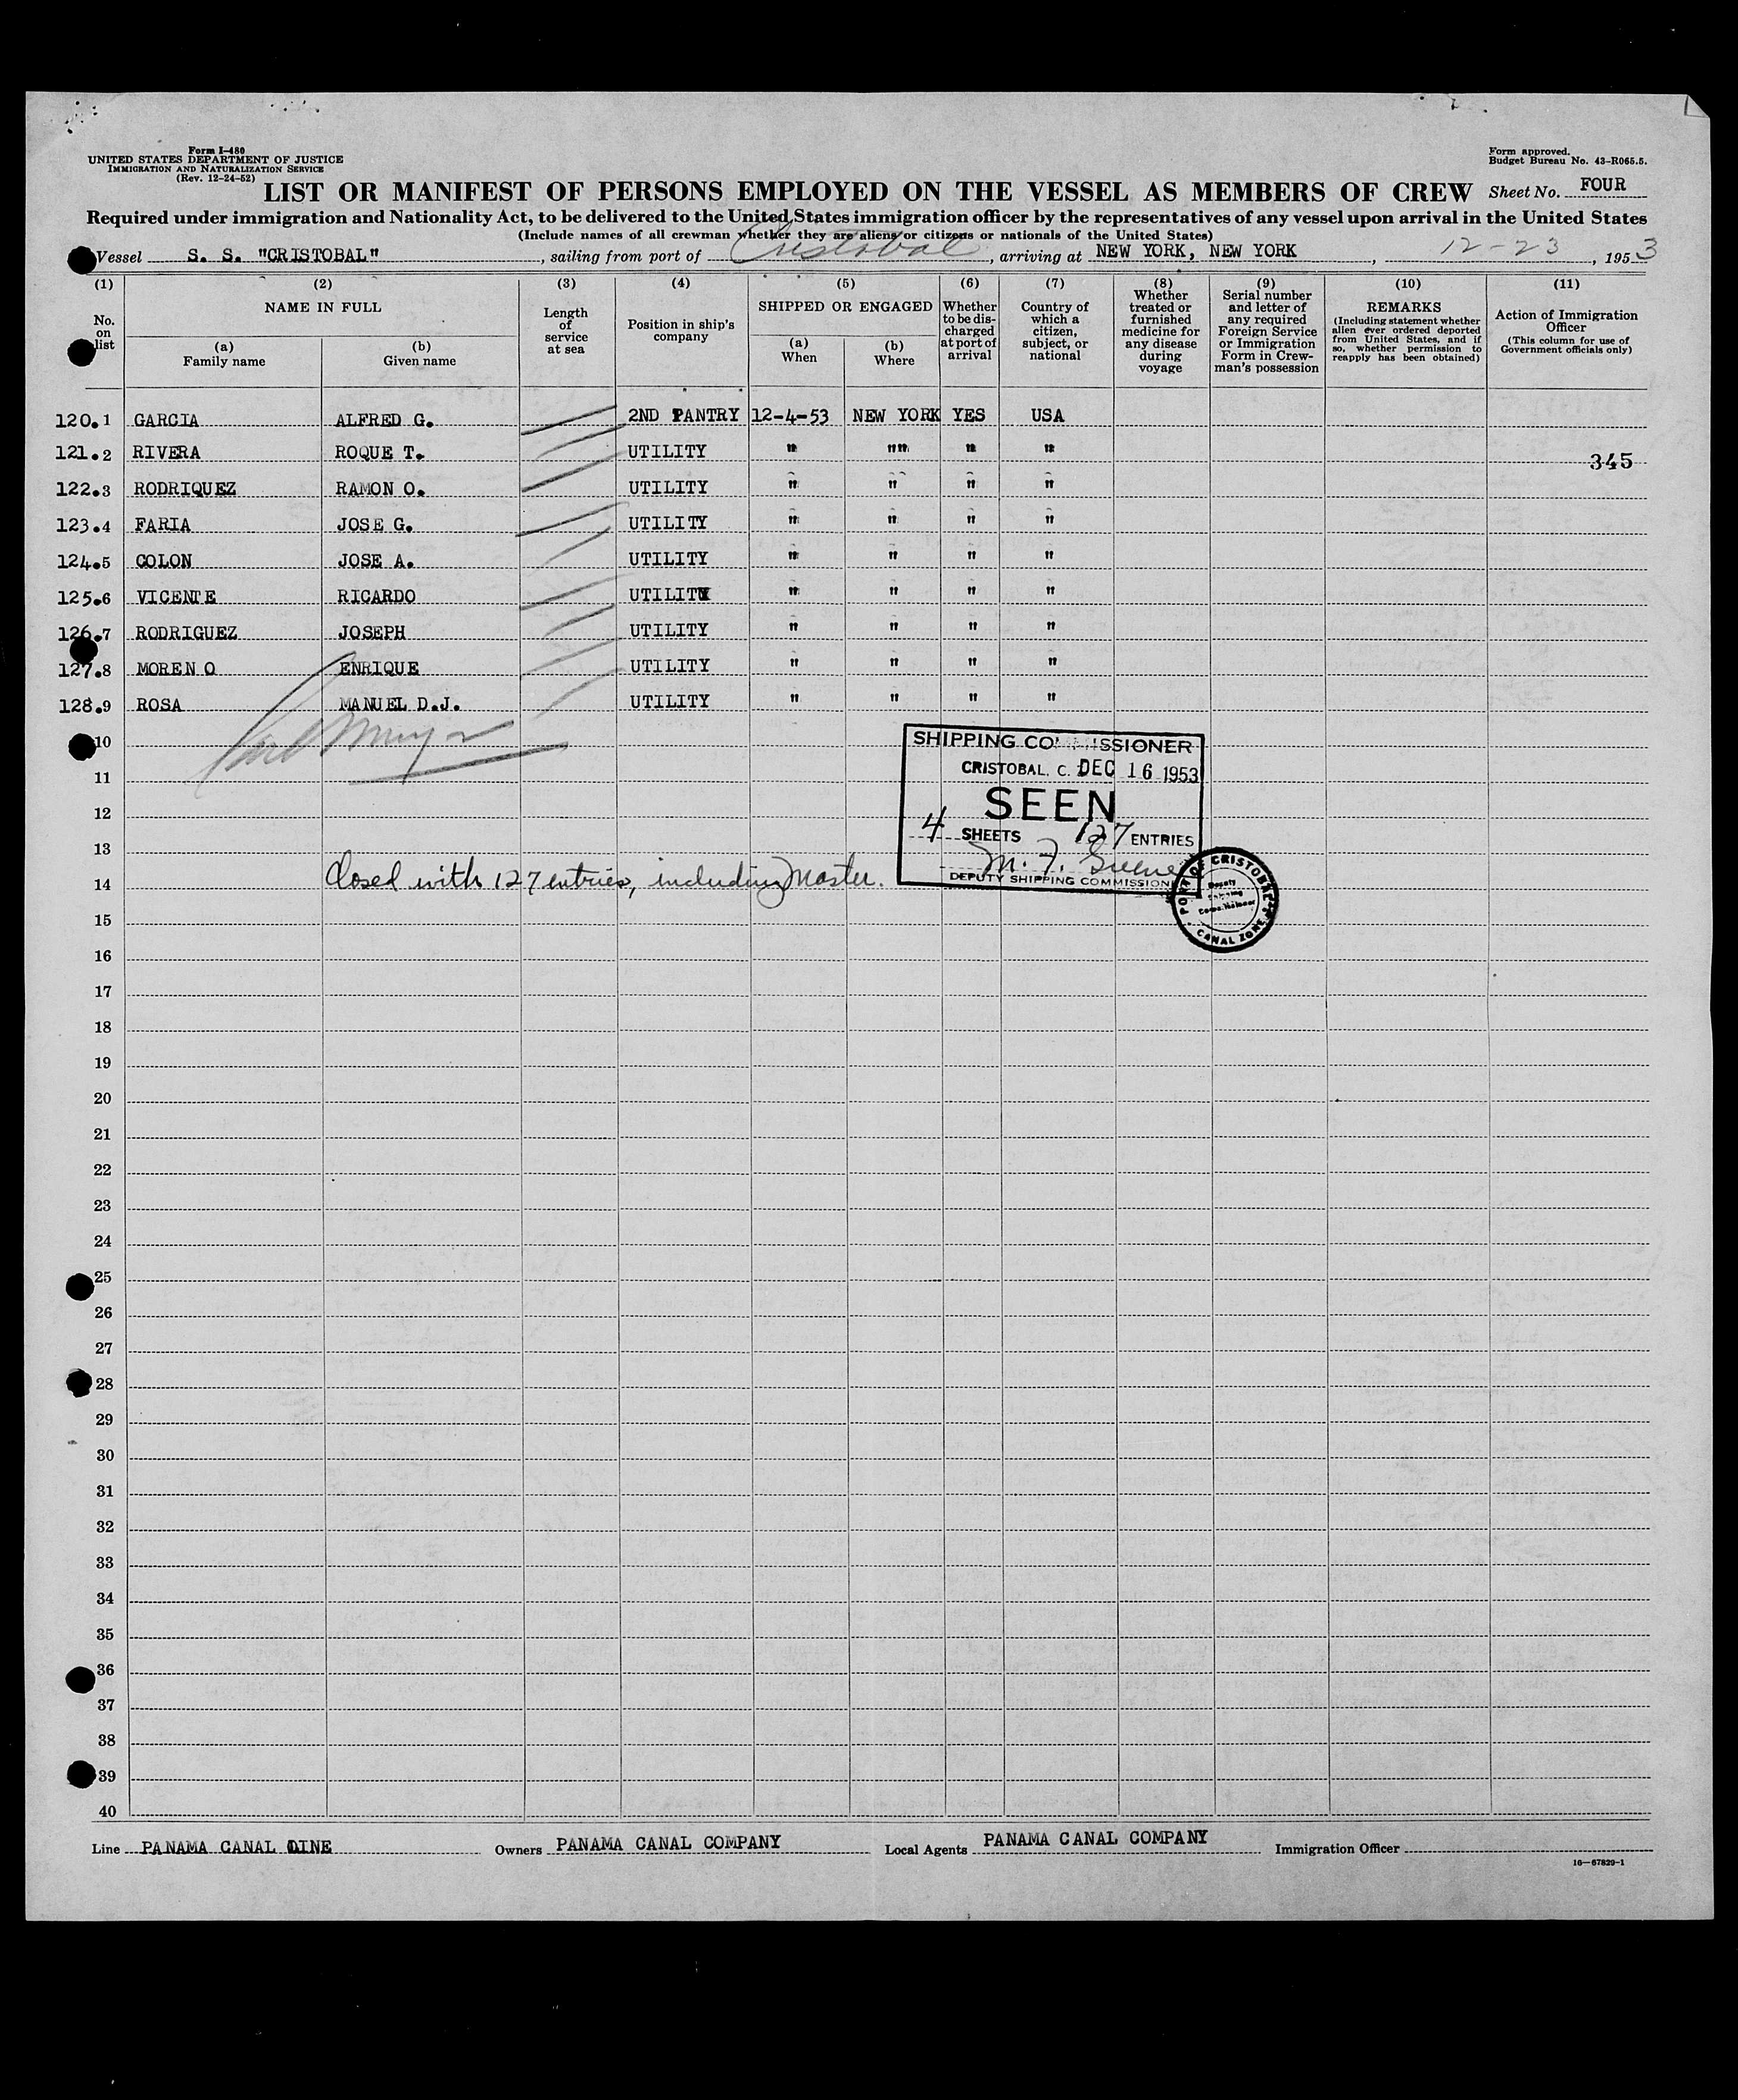 Form I-480
UNITED STATES DEPARTMENT OF JUSTICE
IMMIGRATION AND NATURALIZATION SERVICE
(Rev. 12-24-52)
Form approved.
Budget Bureau No. 43-R065.5.
LIST OR MANIFEST OF PERSONS EMPLOYED ON THE VESSEL AS MEMBERS OF CREW Sheet No. FOUR
Required under immigration and Nationality Act, to be delivered to the United States immigration officer by the representatives of any vessel upon arrival in the United States
(Include names of all crewman whether they are aliens or citizens or nationals of the United States)
Vessel S. S. "CRISTOBAL", sailing from port of Cristobal, arriving at NEW YORK, NEW YORK, 12-23, 1953
(1) No. on list
(2) NAME IN FULL
(a) Family name
(b) Given name
(3) Length of service at sea
(4) Position in ship's company
(5) SHIPPED OR ENGAGED
(a) When
(b) Where
(6) Whether to be discharged at port of arrival
(7) Country of which a citizen, subject, or national
(8) Whether treated or furnished medicine for any disease during voyage
(9) Serial number and letter of any required Foreign Service or Immigration Form in Crewman's possession
(10) REMARKS (Including statement whether alien ever ordered deported from United States, and if so, whether permission to reapply has been obtained)
(11) Action of Immigration Officer (This column for use of Government officials only)
120.1 GARCIA ALFRED G. 2ND PANTRY 12-4-53 NEW YORK YES USA
121.2 RIVERA ROQUE T. UTILITY " "" " " 345
122.3 RODRIQUEZ RAMON O. UTILITY " " " "
123.4 FARIA JOSE G. UTILITY " " " "
124.5 COLON JOSE A. UTILITY " " " "
125.6 VICENTE RICARDO UTILITY " " " "
126.7 RODRIGUEZ JOSEPH UTILITY " " " "
127.8 MORENO ENRIQUE UTILITY " " " "
128.9 ROSA MANUEL D.J. UTILITY " " " "
10
11
12
13
14
SHIPPING COMMISSIONER
CRISTOBAL, C. DEC 16 1953
SEEN
4 SHEETS 127 ENTRIES
M. F. Greene
DEPUTY SHIPPING COMMISSION
Closed with 127 entries, including Master.
PORT OF CRISTOBAL
Deputy
Shipping
Commissioner
CANAL ZONE
15
16
17
18
19
20
21
22
23
24
25
26
27
28
29
30
31
32
33
34
35
36
37
38
39
40
Line PANAMA CANAL LINE Owners PANAMA CANAL COMPANY Local Agents PANAMA CANAL COMPANY Immigration Officer
16-67829-1